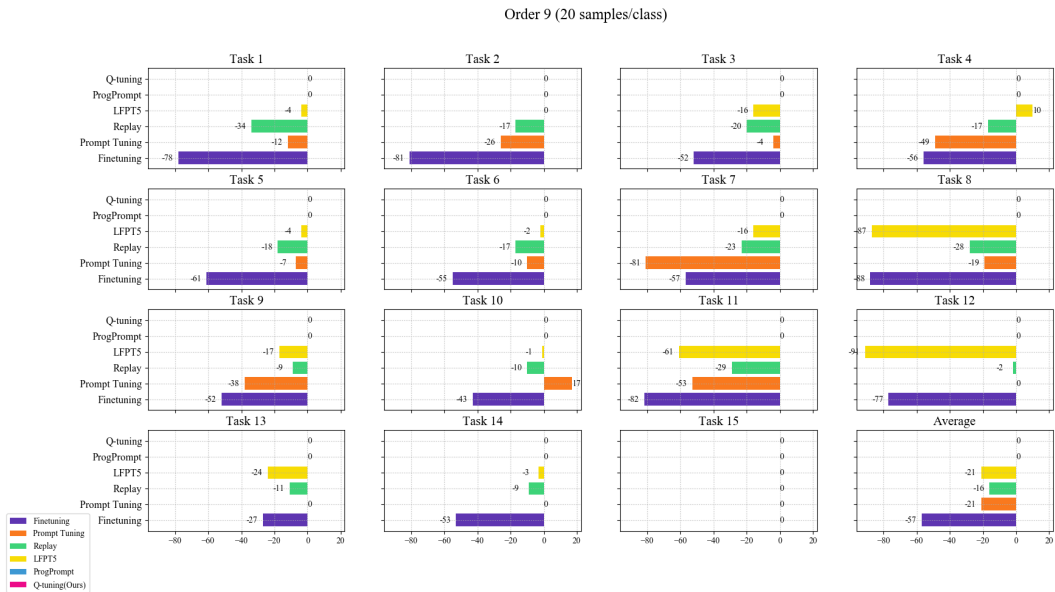 Order 9 (20 samples/class)
Task 1
Task 2
Task 3
Task 4
Q-tuning
0
0
0
0
ProgPrompt
0
0
0
0
LFPT5
-4
0
-16
10
Replay
-34
-17
-20
-17
Prompt Tuning
-12
-26
-4
-49
Finetuning
-78
-81
-52
-56
Task 5
Task 6
Task 7
Task 8
Q-tuning
0
0
0
0
ProgPrompt
0
0
0
0
LFPT5
-4
-2
-16
-87
Replay
-18
-17
-23
-28
Prompt Tuning
-7
-10
-81
-19
Finetuning
-61
-55
-57
-88
Task 9
Task 10
Task 11
Task 12
Q-tuning
0
0
0
0
ProgPrompt
0
0
0
0
LFPT5
-17
-1
-61
-91
Replay
-9
-10
-29
-2
Prompt Tuning
-38
17
-53
0
Finetuning
-52
-43
-82
-77
Task 13
Task 14
Task 15
Average
Q-tuning
0
0
0
0
ProgPrompt
0
0
0
0
LFPT5
-24
-3
0
-21
Replay
-11
-9
0
-16
Prompt Tuning
0
0
0
-21
Finetuning
-27
-53
0
-57
−80 −60 −40 −20 0 20
−80 −60 −40 −20 0 20
−80 −60 −40 −20 0 20
−80 −60 −40 −20 0 20
Finetuning
Prompt Tuning
Replay
LFPT5
ProgPrompt
Q-tuning(Ours)